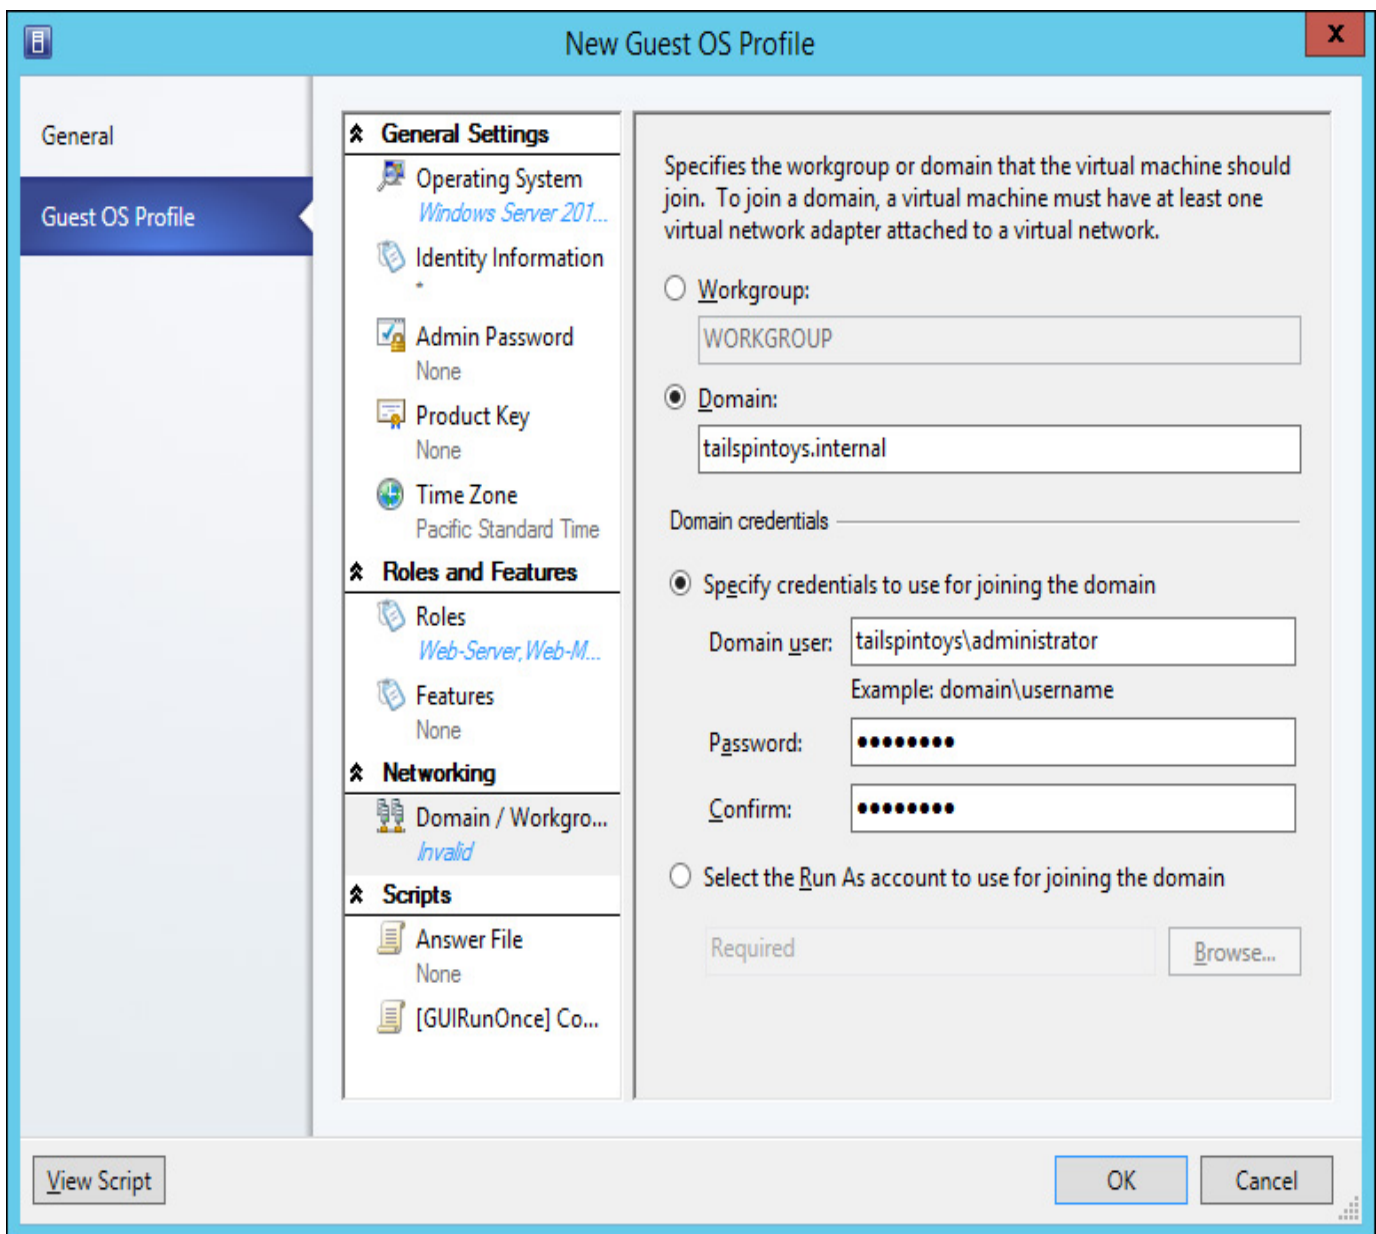 New Guest OS Profile
X
General
Guest OS Profile
General Settings
Operating System
Windows Server 201...
Identity Information
*
Admin Password
None
Product Key
None
Time Zone
Pacific Standard Time
Roles and Features
Roles
Web-Server,Web-M...
Features
None
Networking
Domain / Workgro...
Invalid
Scripts
Answer File
None
[GUIRunOnce] Co...
Specifies the workgroup or domain that the virtual machine should
join. To join a domain, a virtual machine must have at least one
virtual network adapter attached to a virtual network.
Workgroup:
WORKGROUP
Domain:
tailspintoys.internal
Domain credentials
Specify credentials to use for joining the domain
Domain user: tailspintoys\administrator
Example: domain\username
Password: ●●●●●●●●
Confirm: ●●●●●●●●
Select the Run As account to use for joining the domain
Required Browse...
View Script OK Cancel